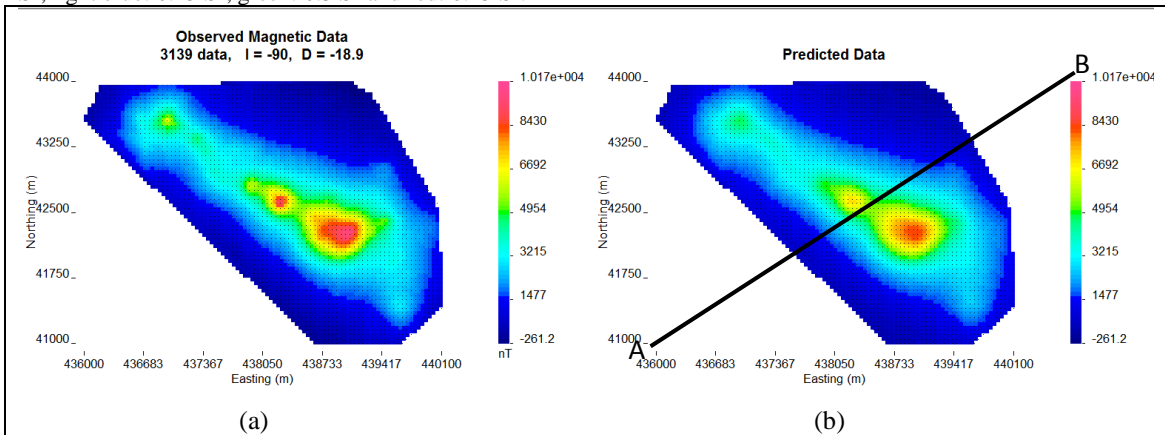 Observed Magnetic Data
3139 data, I = -90, D = -18.9
44000
43250
42500
41750
41000
Northing (m)
436000 436683 437367 438050 438733 439417 440100
Easting (m)
1.017e+004
8430
6692
4954
3215
1477
-261.2
nT
(a)
Predicted Data
B
44000
43250
42500
41750
41000
Northing (m)
A
436000 436683 437367 438050 438733 439417 440100
Easting (m)
1.017e+004
8430
6692
4954
3215
1477
-261.2
(b)